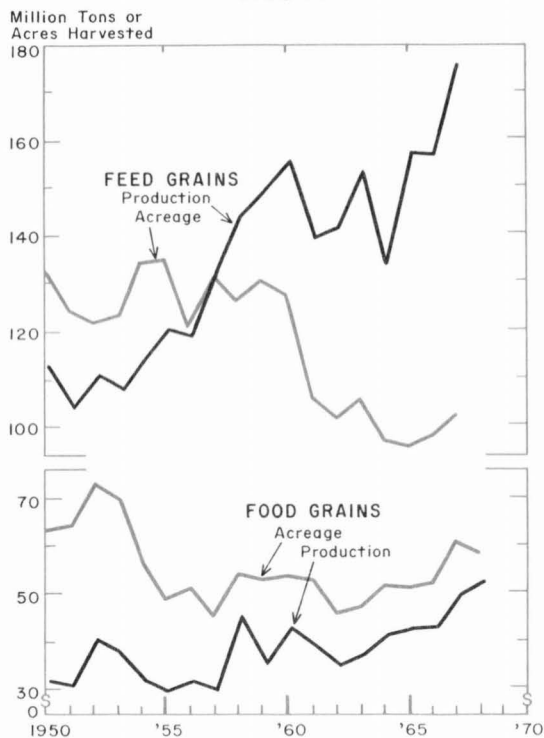 Million Tons or
Acres Harvested
180
160
FEED GRAINS
Production
Acreage
140
120
100
70
FOOD GRAINS
Acreage
Production
50
30
0
S S
1950 '55 '60 '65 '70